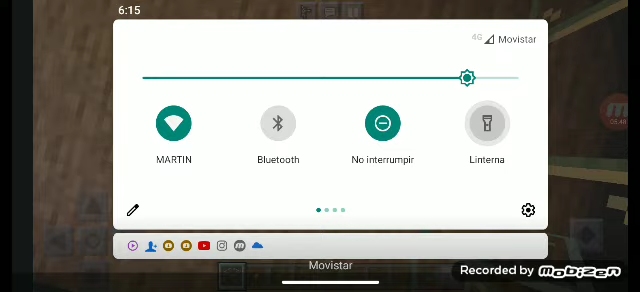 6:15
4G Movistar
MARTIN
Bluetooth
No interrumpir
Linterna
Movistar
Recorded by mobizen